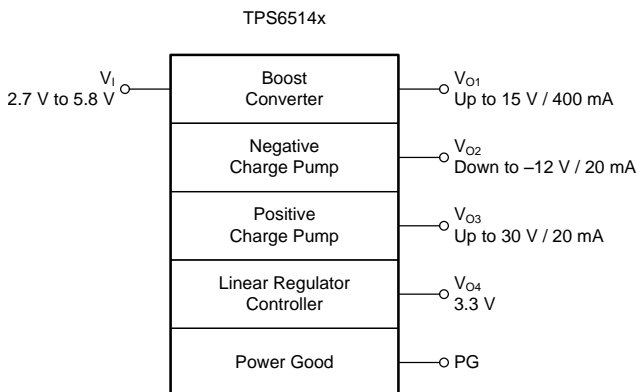 TPS6514x
VI
2.7 V to 5.8 V
Boost
Converter
VO1
Up to 15 V / 400 mA
Negative
Charge Pump
VO2
Down to –12 V / 20 mA
Positive
Charge Pump
VO3
Up to 30 V / 20 mA
Linear Regulator
Controller
VO4
3.3 V
Power Good
PG